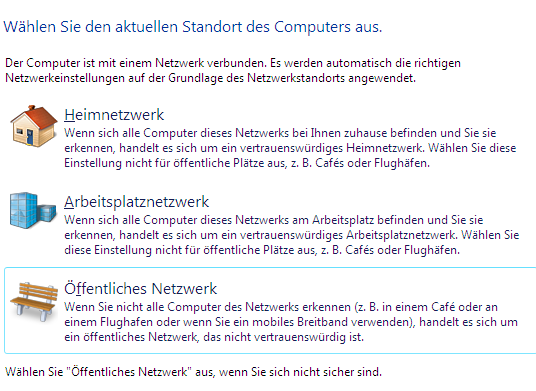 Wählen Sie den aktuellen Standort des Computers aus.
Der Computer ist mit einem Netzwerk verbunden. Es werden automatisch die richtigen
Netzwerkeinstellungen auf der Grundlage des Netzwerkstandorts angewendet.
Heimnetzwerk
Wenn sich alle Computer dieses Netzwerks bei Ihnen zuhause befinden und Sie sie
erkennen, handelt es sich um ein vertrauenswürdiges Heimnetzwerk. Wählen Sie diese
Einstellung nicht für öffentliche Plätze aus, z. B. Cafés oder Flughäfen.
Arbeitsplatznetzwerk
Wenn sich alle Computer dieses Netzwerks am Arbeitsplatz befinden und Sie sie
erkennen, handelt es sich um ein vertrauenswürdiges Arbeitsplatznetzwerk. Wählen Sie
diese Einstellung nicht für öffentliche Plätze aus, z. B. Cafés oder Flughäfen.
Öffentliches Netzwerk
Wenn Sie nicht alle Computer des Netzwerks erkennen (z. B. in einem Café oder an
einem Flughafen oder wenn Sie ein mobiles Breitband verwenden), handelt es sich um
ein öffentliches Netzwerk, das nicht vertrauenswürdig ist.
Wählen Sie "Öffentliches Netzwerk" aus, wenn Sie sich nicht sicher sind.